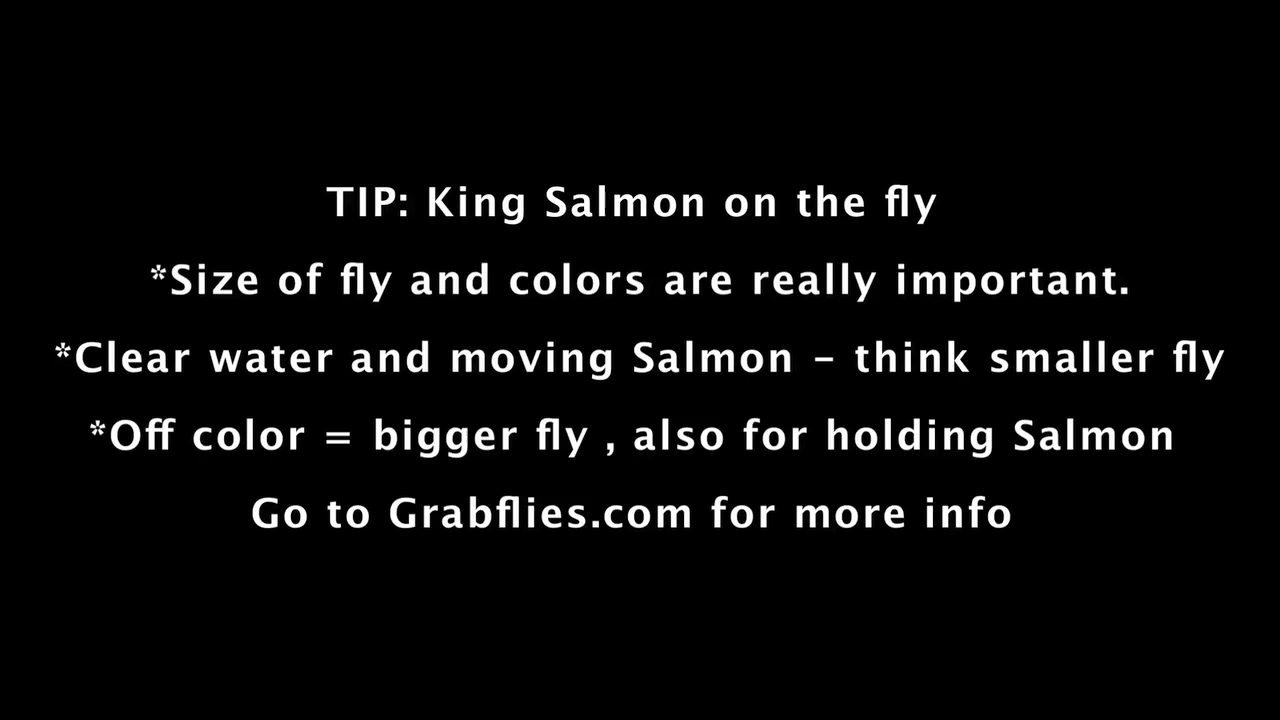 TIP: King Salmon on the fly
*Size of fly and colors are really important.
*Clear water and moving Salmon – think smaller fly
*Off color = bigger fly , also for holding Salmon
Go to Grabflies.com for more info